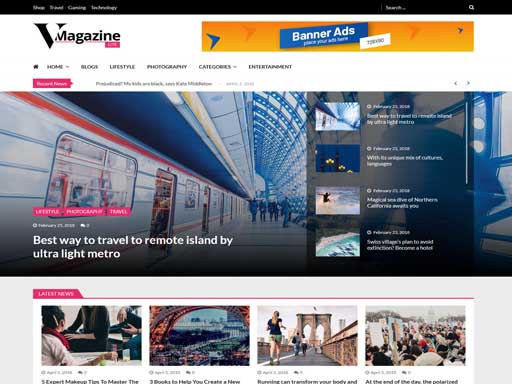 Shop Travel Gaming Technology
Search ...
V Magazine
LITE
Banner Ads
place your ads here
728X90
HOME BLOGS LIFESTYLE PHOTOGRAPHY CATEGORIES ENTERTAINMENT
Recent News
Prejudiced? My kids are black, says Kate Middletow
APRIL 3, 2018
LIFESTYLE PHOTOGRAPHY TRAVEL
February 25, 2018 0
Best way to travel to remote island by
ultra light metro
February 25, 2018
Best way to travel to remote island
by ultra light metro
February 25, 2018
With its unique mix of cultures,
languages
February 23, 2018
Magical sea dive of Northern
California awaits you
February 22, 2018
Swiss village's plan to avoid
extinction? Become a hotel
LATEST NEWS
April 5, 2018 0
5 Expert Makeup Tips To Master The
April 5, 2018 0
3 Books to Help You Create a New
April 3, 2018 0
Running can transform your body and
April 3, 2018 0
At the end of the day, the polarized